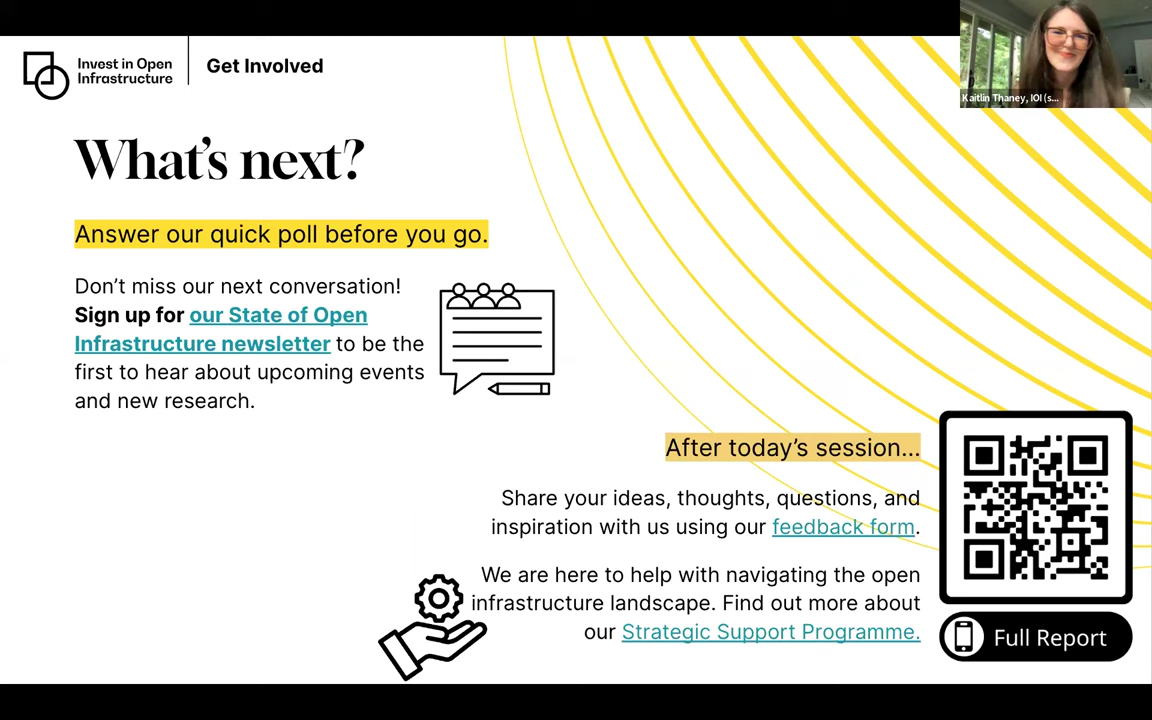 Invest in Open
Infrastructure
Get Involved
Kaitlin Thaney, IOI (s...
What's next?
Answer our quick poll before you go.
Don't miss our next conversation!
Sign up for our State of Open
Infrastructure newsletter to be the
first to hear about upcoming events
and new research.
After today's session...
Share your ideas, thoughts, questions, and
inspiration with us using our feedback form.
We are here to help with navigating the open
infrastructure landscape. Find out more about
our Strategic Support Programme.
Full Report